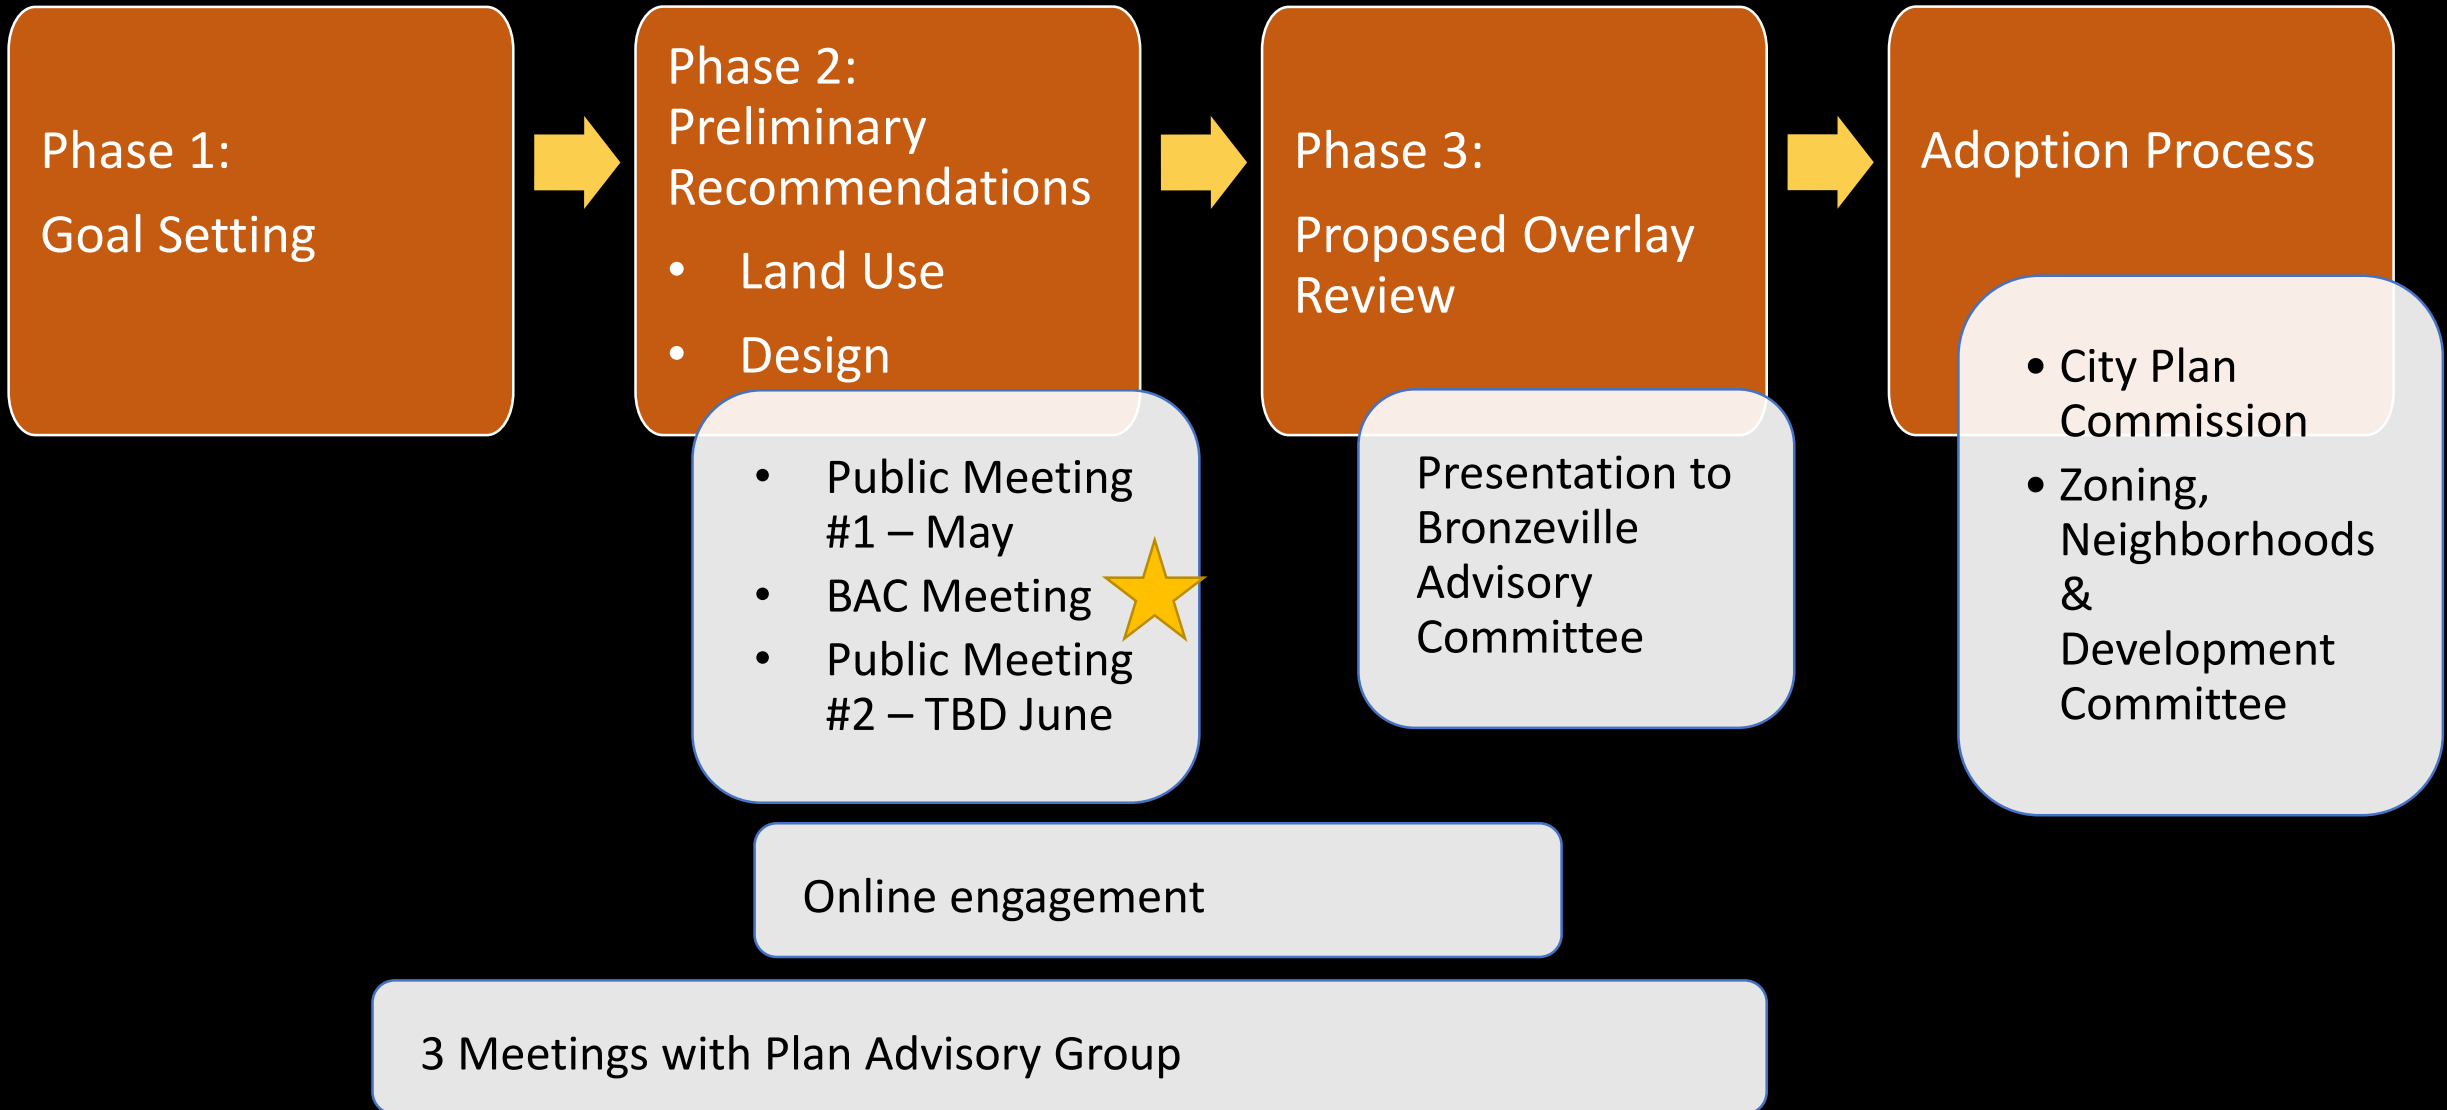 Phase 1:
Goal Setting
Phase 2:
Preliminary
Recommendations
• Land Use
• Design
• Public Meeting
#1 – May
• BAC Meeting
• Public Meeting
#2 – TBD June
Phase 3:
Proposed Overlay
Review
Presentation to
Bronzeville
Advisory
Committee
Adoption Process
• City Plan
Commission
• Zoning,
Neighborhoods
&
Development
Committee
Online engagement
3 Meetings with Plan Advisory Group